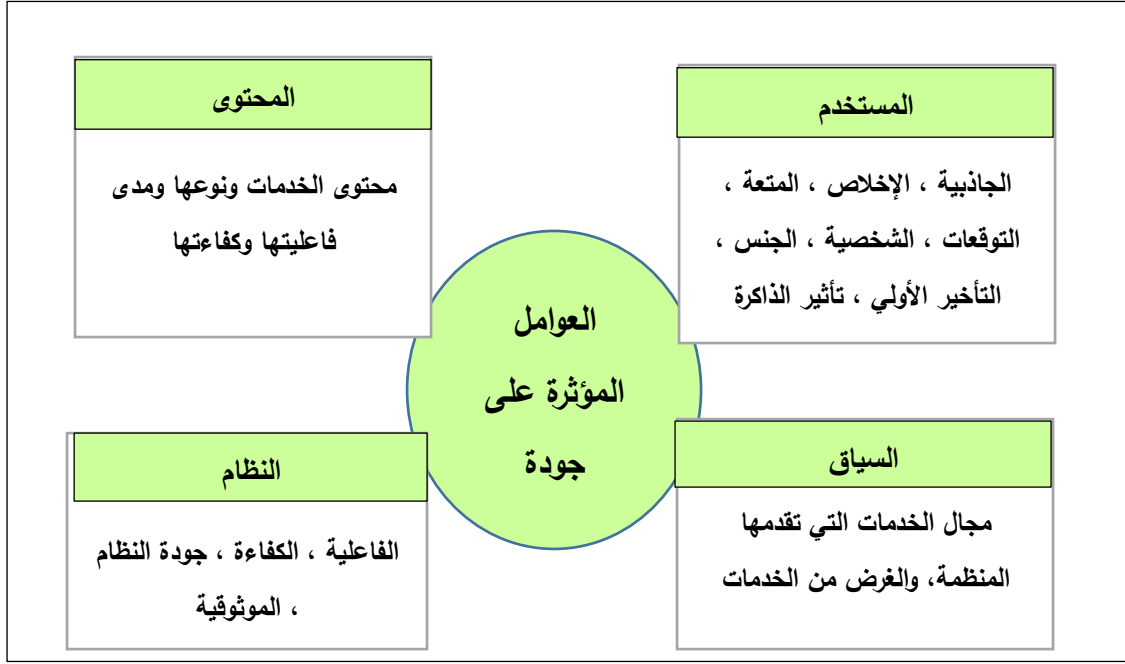 المستخدم
الجاذبية ، الإخلاص ، المتعة ،
التوقعات ، الشخصية ، الجنس ،
التأخير الأولي ، تأثير الذاكرة
المحتوى
محتوى الخدمات ونوعها ومدى
فاعليتها وكفاءتها
العوامل
المؤثرة على
جودة
السياق
مجال الخدمات التي تقدمها
المنظمة، والغرض من الخدمات
النظام
الفاعلية ، الكفاءة ، جودة النظام
، الموثوقية